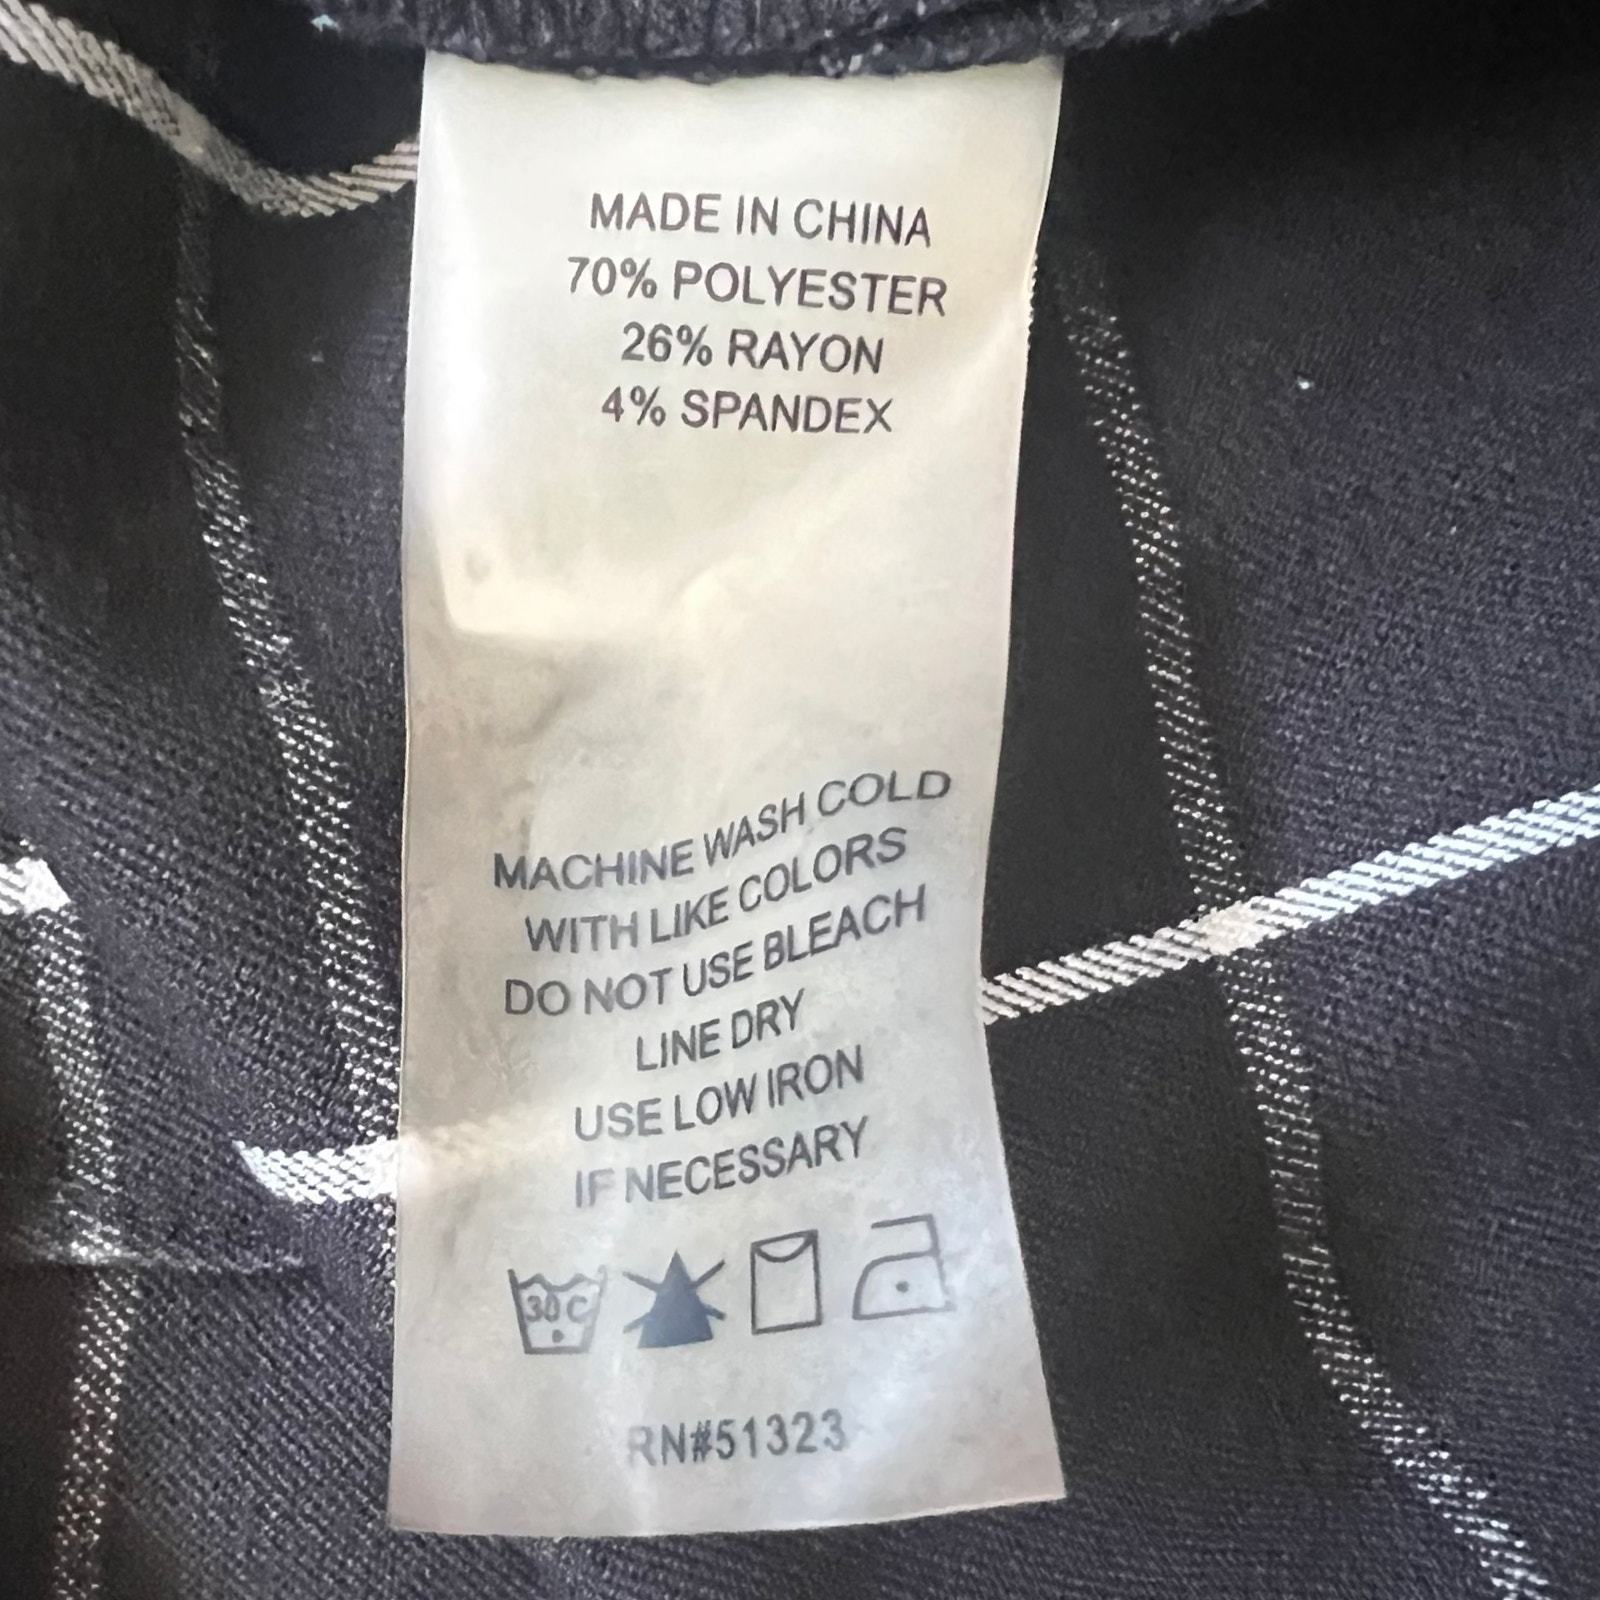 MADE IN CHINA
70% POLYESTER
26% RAYON
4% SPANDEX
MACHINE WASH COLD
WITH LIKE COLORS
DO NOT USE BLEACH
LINE DRY
USE LOW IRON
IF NECESSARY
30 C
RN#51323